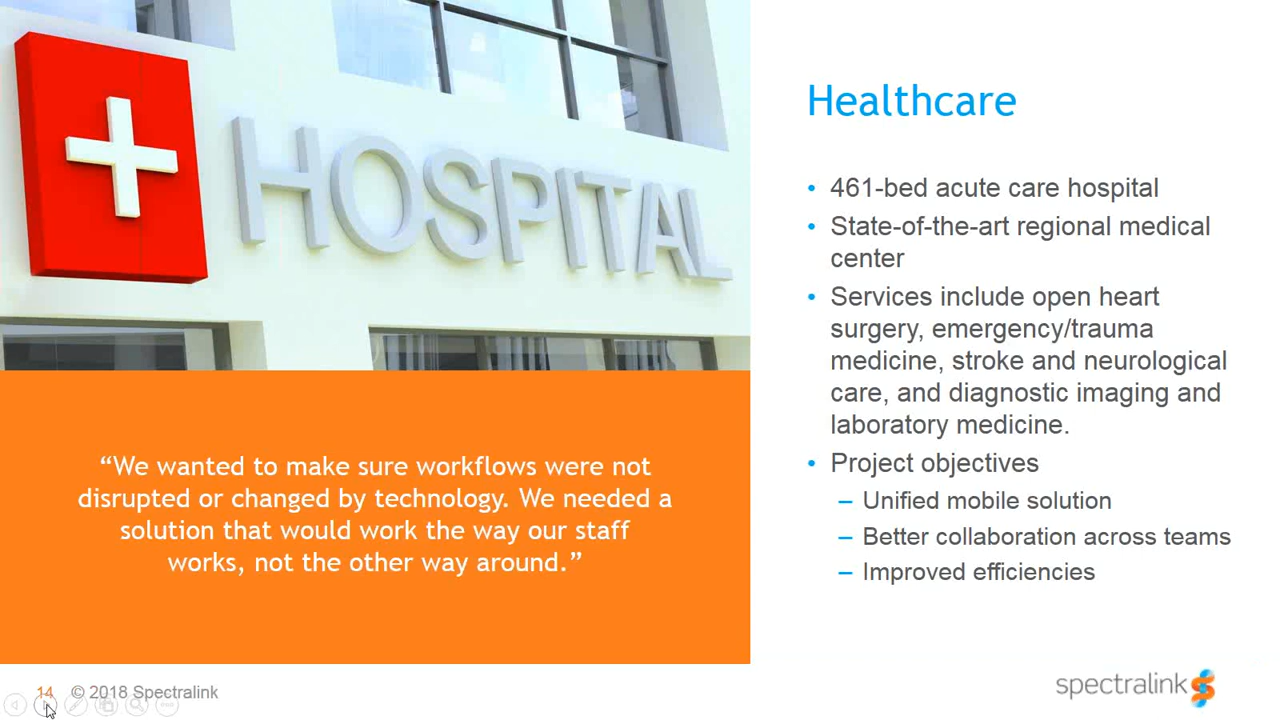 HOSPITAL
Healthcare
• 461-bed acute care hospital
• State-of-the-art regional medical
center
• Services include open heart
surgery, emergency/trauma
medicine, stroke and neurological
care, and diagnostic imaging and
laboratory medicine.
• Project objectives
– Unified mobile solution
– Better collaboration across teams
– Improved efficiencies
“We wanted to make sure workflows were not
disrupted or changed by technology. We needed a
solution that would work the way our staff
works, not the other way around.”
14 © 2018 Spectralink
spectralink